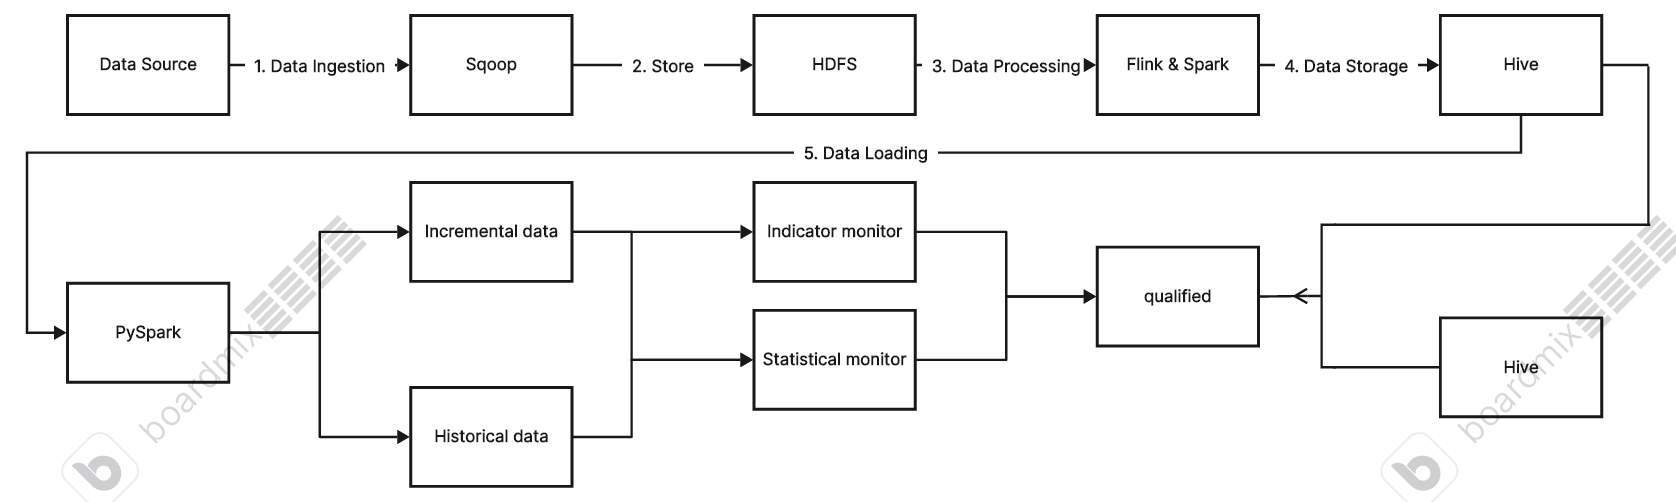 Data Source
1. Data Ingestion
Sqoop
2. Store
HDFS
3. Data Processing
Flink & Spark
4. Data Storage
Hive
5. Data Loading
Incremental data
Indicator monitor
qualified
PySpark
Statistical monitor
Hive
Historical data
boardmix
boardmix